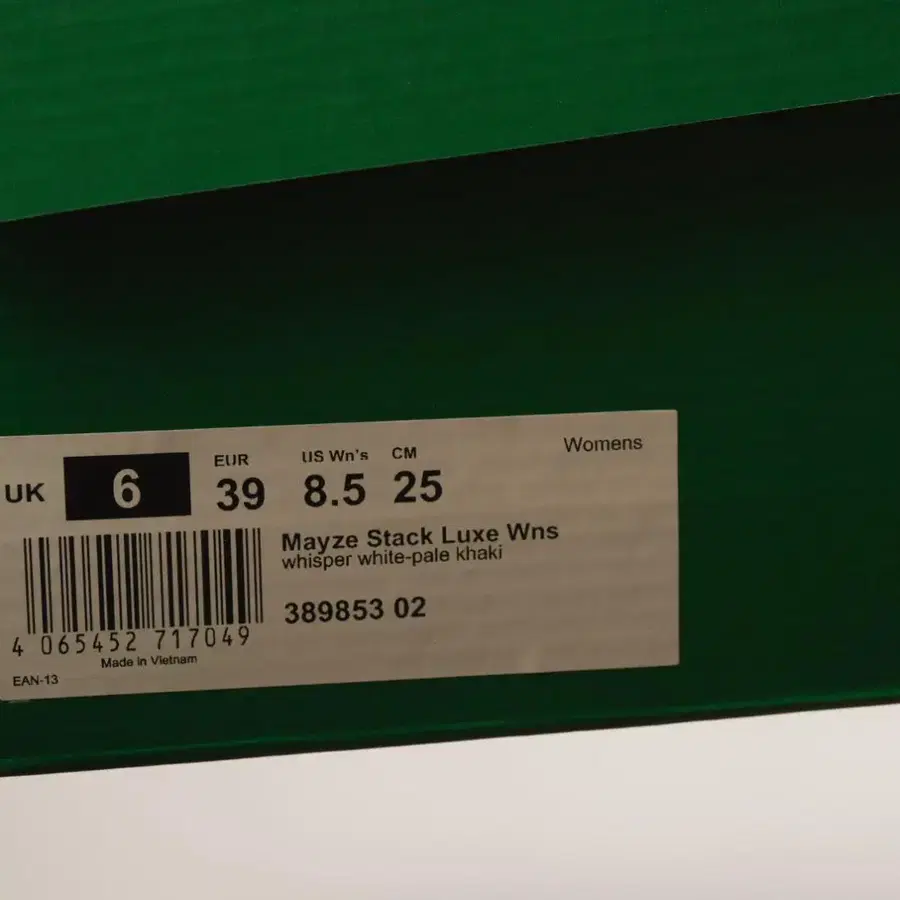 Womens
EUR US Wn's CM
UK 6 39 8.5 25
Mayze Stack Luxe Wns
whisper white-pale khaki
389853 02
4 065452 717049
Made in Vietnam
EAN-13